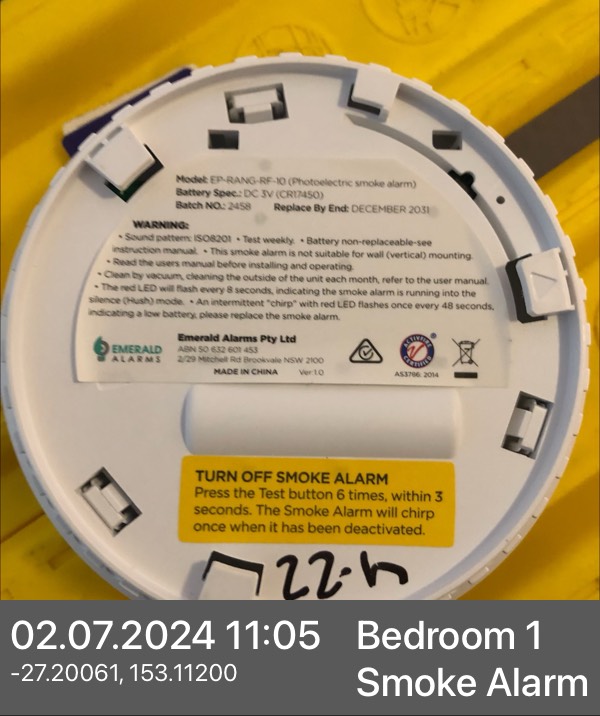 Model: EP-RANG-RF-10 (Photoelectric smoke alarm)
Battery Spec.: DC 3V (CR17450)
Batch NO.: 2458 Replace By End: DECEMBER 2031
WARNING:
• Sound pattern: ISO8201 • Test weekly. • Battery non-replaceable-see
instruction manual. • This smoke alarm is not suitable for wall (vertical) mounting.
• Read the users manual before installing and operating.
• Clean by vacuum, cleaning the outside of the unit each month, refer to the user manual.
• The red LED will flash every 8 seconds, indicating the smoke alarm is running into the
silence (Hush) mode. • An intermittent "chirp" with red LED flashes once every 48 seconds,
indicating a low battery, please replace the smoke alarm.
EMERALD
ALARMS
Emerald Alarms Pty Ltd
ABN 50 632 601 453
2/29 Mitchell Rd Brookvale NSW 2100
MADE IN CHINA Ver:1.0
ACTIVFIRE
CERTIFIED
AS3786: 2014
TURN OFF SMOKE ALARM
Press the Test button 6 times, within 3
seconds. The Smoke Alarm will chirp
once when it has been deactivated.
02.07.2024 11:05
-27.20061, 153.11200
Bedroom 1
Smoke Alarm